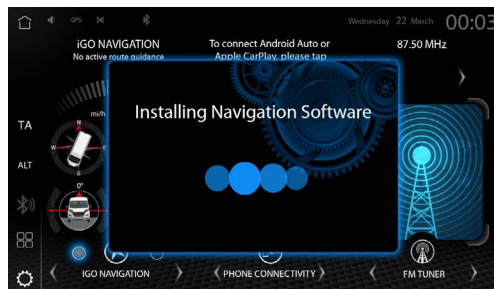 GPS
Wednesday 22 March 00:03
iGO NAVIGATION
No active route guidance
To connect Android Auto or
Apple CarPlay, please tap
87.50 MHz
mi/h
Installing Navigation Software
TA
ALT
N
W
S
0°
IGO NAVIGATION
PHONE CONNECTIVITY
FM TUNER